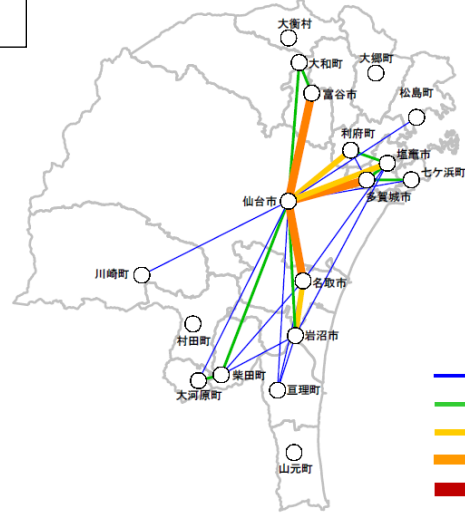 大衡村
大和町
大郷町
富谷市
松島町
利府町
塩竈市
七ケ浜町
多賀城市
仙台市
川崎町
名取市
村田町
岩沼市
柴田町
大河原町
亘理町
山元町